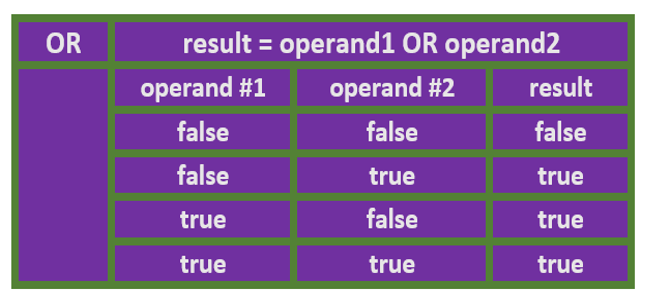 OR result = operand1 OR operand2
operand #1 operand #2 result
false false false
false true true
true false true
true true true